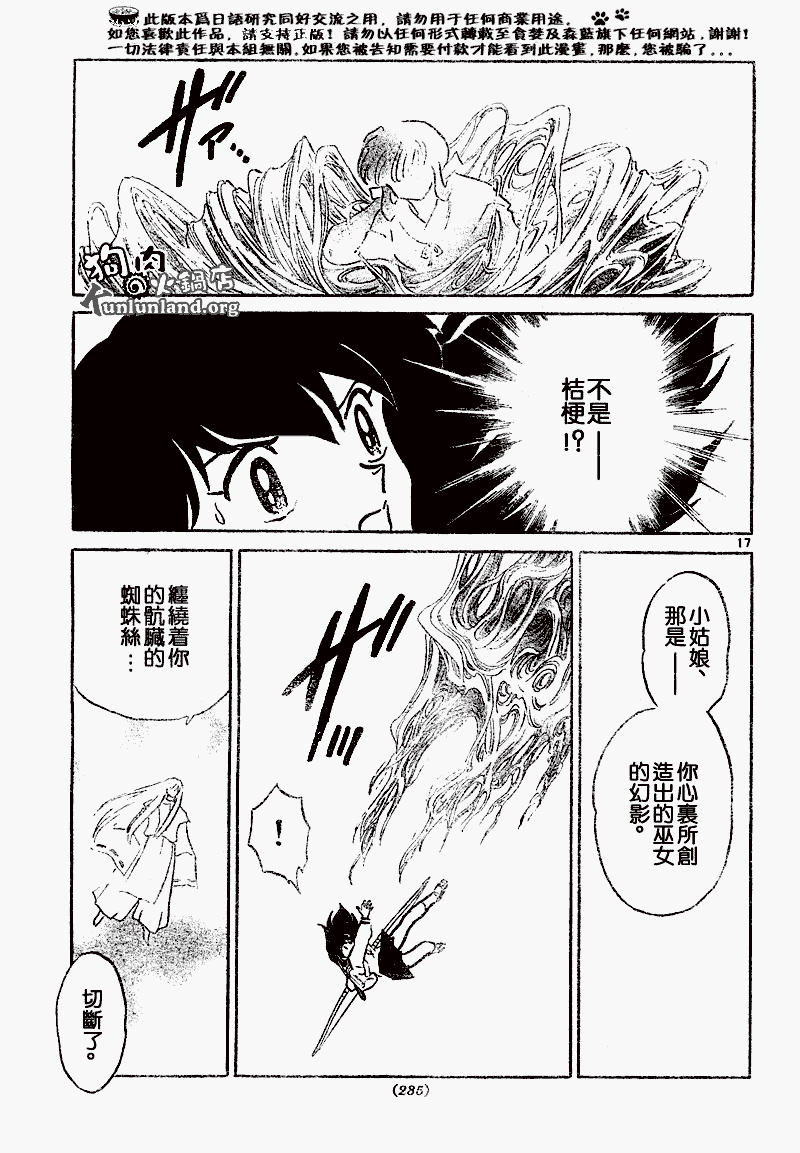 此版本爲日語研究同好交流之用，請勿用于任何商業用途。
如您喜歡此作品，請支持正版！請勿以任何形式轉載至貪婪及森藍旗下任何網站，謝謝！
一切法律責任與本組無關，如果您被告知需要付款才能看到此漫畫，那麼，您被騙了...
ザァ…
狗肉火鍋店
Kunlunland.org
不是——
桔梗!?
17
小姑娘、
那是——
你心裏所創
造出的巫女
的幻影。
！
纏繞着你
的骯臟的
蜘蛛絲
…
切斷了。
(235)